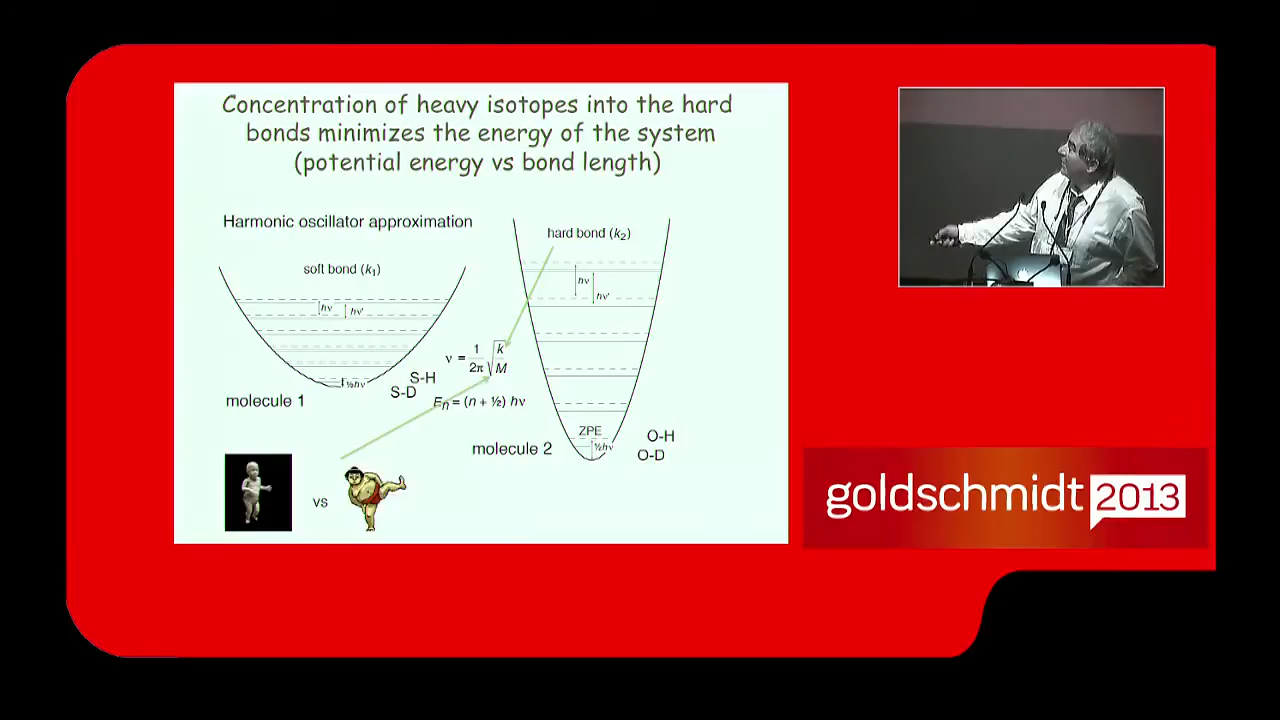 Concentration of heavy isotopes into the hard
bonds minimizes the energy of the system
(potential energy vs bond length)
Harmonic oscillator approximation
soft bond (k₁)
hν
hν'
½hν
molecule 1
S-H
S-D
ν = 1/2π √k/M
Eₙ = (n + ½) hν
hard bond (k₂)
hν
hν'
ZPE
½hν
molecule 2
O-H
O-D
vs
goldschmidt 2013